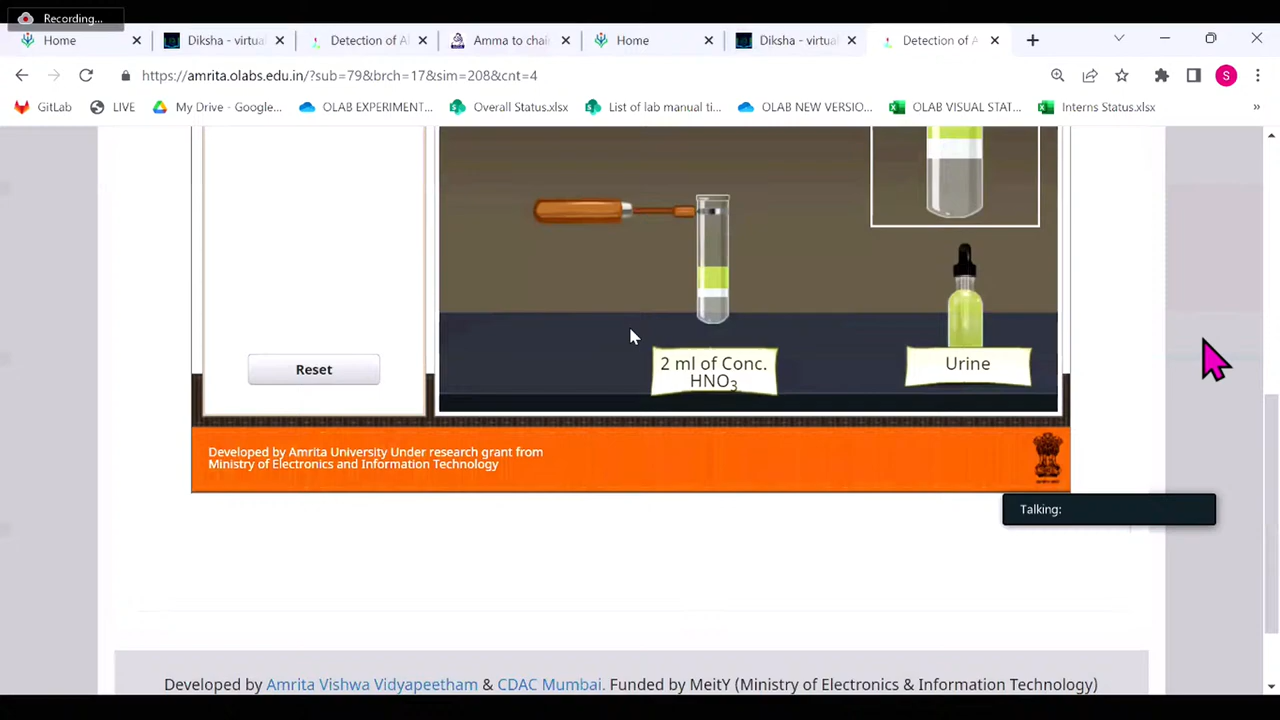 Recording...
Home
Diksha - virtual
Detection of Al
Amma to chai
Home
Diksha - virtual
Detection of A
https://amrita.olabs.edu.in/?sub=79&brch=17&sim=208&cnt=4
S
GitLab
LIVE
My Drive - Google...
OLAB EXPERIMENT...
Overall Status.xlsx
List of lab manual ti...
OLAB NEW VERSIO...
OLAB VISUAL STAT...
Interns Status.xlsx
»
2 ml of Conc.
HNO3
Urine
Reset
Developed by Amrita University Under research grant from
Ministry of Electronics and Information Technology
Talking:
Developed by Amrita Vishwa Vidyapeetham & CDAC Mumbai. Funded by MeitY (Ministry of Electronics & Information Technology)